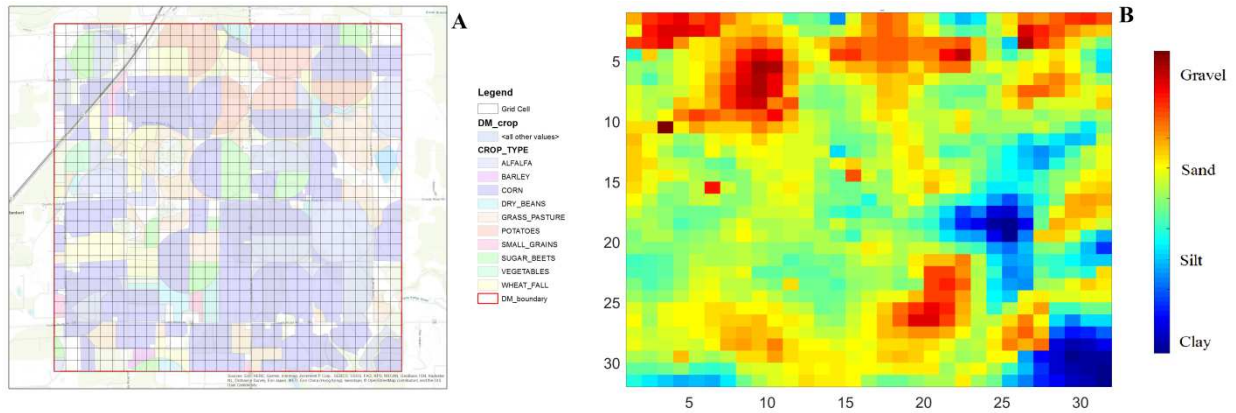 A
Legend
Grid Cell
DM_crop
<all other values>
CROP_TYPE
ALFALFA
BARLEY
CORN
DRY_BEANS
GRASS_PASTURE
POTATOES
SMALL_GRAINS
SUGAR_BEETS
VEGETABLES
WHEAT_FALL
DM_boundary
B
5
10
15
20
25
30
5
10
15
20
25
30
Gravel
Sand
Silt
Clay